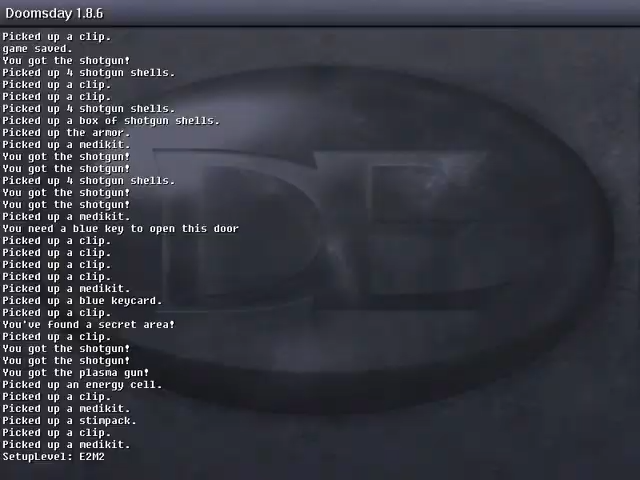 Doomsday 1.8.6
Picked up a clip.
game saved.
You got the shotgun!
Picked up 4 shotgun shells.
Picked up a clip.
Picked up a clip.
Picked up 4 shotgun shells.
Picked up a box of shotgun shells.
Picked up the armor.
Picked up a medikit.
You got the shotgun!
You got the shotgun!
Picked up 4 shotgun shells.
You got the shotgun!
You got the shotgun!
Picked up a medikit.
You need a blue key to open this door
Picked up a clip.
Picked up a clip.
Picked up a clip.
Picked up a clip.
Picked up a medikit.
Picked up a blue keycard.
Picked up a clip.
You've found a secret area!
Picked up a clip.
You got the shotgun!
You got the shotgun!
You got the plasma gun!
Picked up an energy cell.
Picked up a clip.
Picked up a medikit.
Picked up a stimpack.
Picked up a clip.
Picked up a medikit.
SetupLevel: E2M2
DE